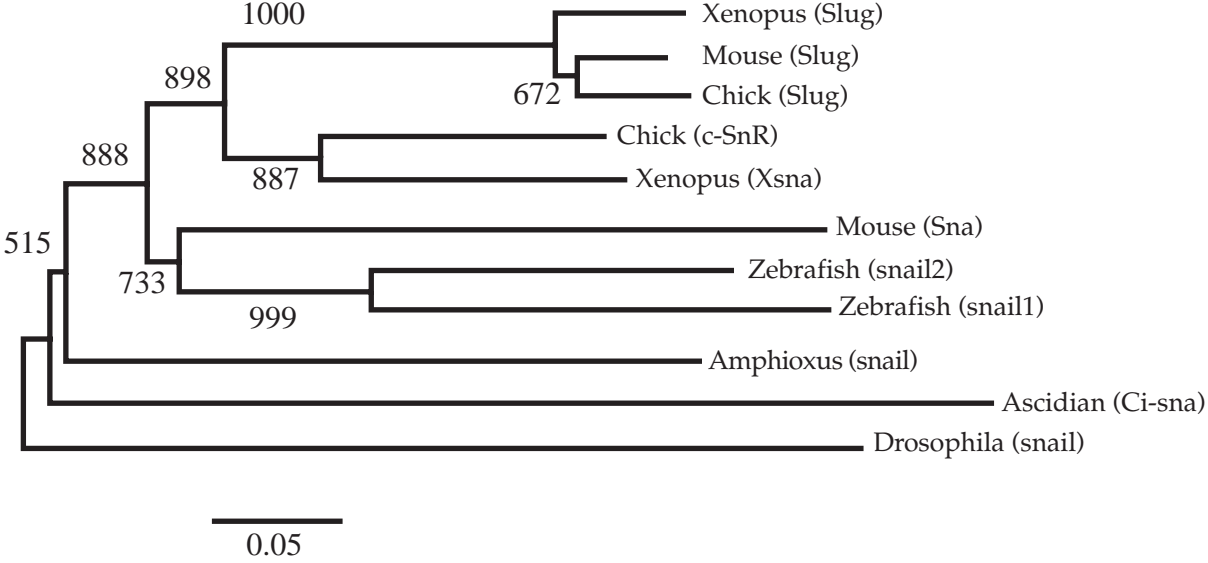 1000
Xenopus (Slug)
Mouse (Slug)
898
672
Chick (Slug)
Chick (c-SnR)
888
887
Xenopus (Xsna)
Mouse (Sna)
515
733
Zebrafish (snail2)
999
Zebrafish (snail1)
Amphioxus (snail)
Ascidian (Ci-sna)
Drosophila (snail)
0.05